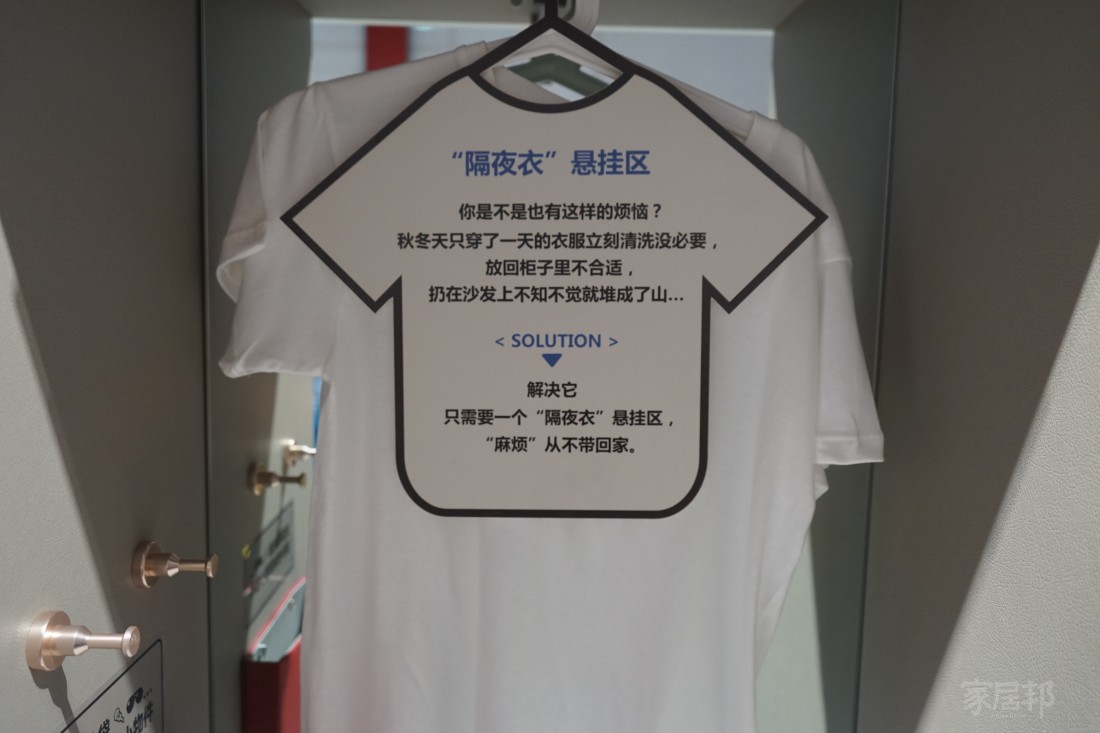 “隔夜衣”悬挂区
你是不是也有这样的烦恼？
秋冬天只穿了一天的衣服立刻清洗没必要，
放回柜子里不合适，
扔在沙发上不知不觉就堆成了山...
< SOLUTION >
解决它
只需要一个“隔夜衣”悬挂区，
“麻烦”从不带回家。
家居邦